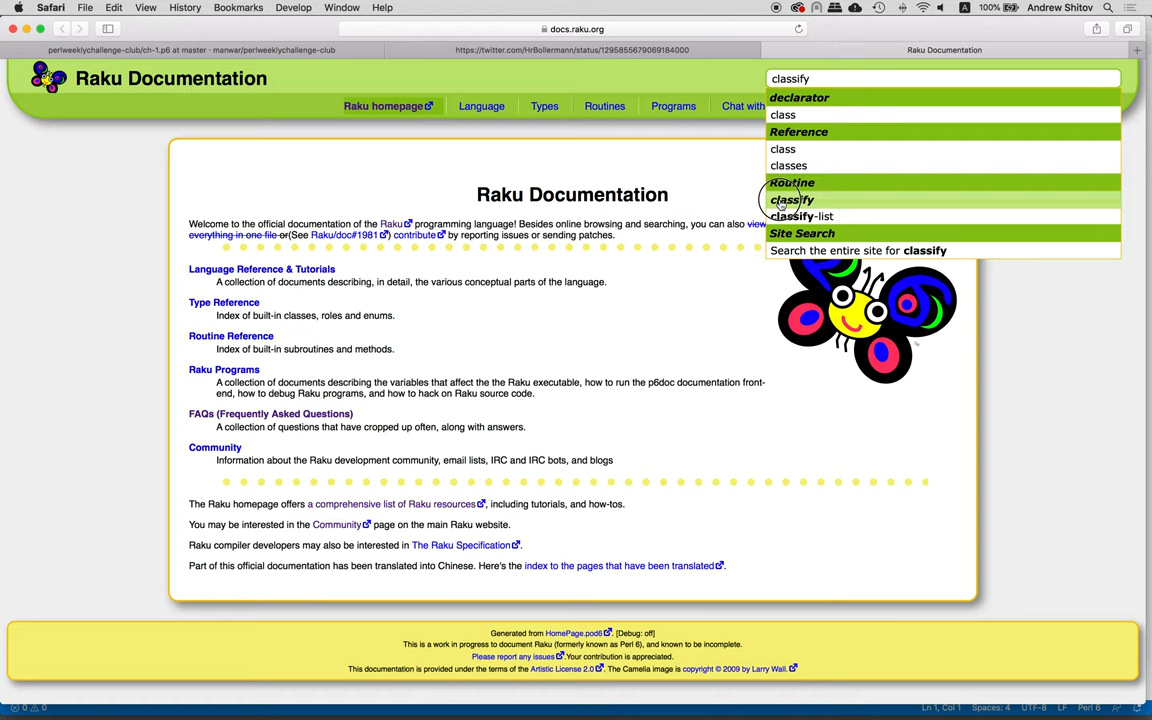 Safari File Edit View History Bookmarks Develop Window Help 100% Andrew Shitov
docs.raku.org
perlweeklychallenge-club/ch-1.p6 at master · manwar/perlweeklychallenge-club
https://twitter.com/HrBollermann/status/1295855679069184000
Raku Documentation
Raku Documentation
classify
Raku homepage Language Types Routines Programs Chat with
declarator
class
Reference
class
classes
Routine
classify
classify-list
Site Search
Search the entire site for classify
Raku Documentation
Welcome to the official documentation of the Raku programming language! Besides online browsing and searching, you can also view
everything in one file or(See Raku/doc#1981) contribute by reporting issues or sending patches.
Language Reference & Tutorials
A collection of documents describing, in detail, the various conceptual parts of the language.
Type Reference
Index of built-in classes, roles and enums.
Routine Reference
Index of built-in subroutines and methods.
Raku Programs
A collection of documents describing the variables that affect the the Raku executable, how to run the p6doc documentation front-
end, how to debug Raku programs, and how to hack on Raku source code.
FAQs (Frequently Asked Questions)
A collection of questions that have cropped up often, along with answers.
Community
Information about the Raku development community, email lists, IRC and IRC bots, and blogs
The Raku homepage offers a comprehensive list of Raku resources, including tutorials, and how-tos.
You may be interested in the Community page on the main Raku website.
Raku compiler developers may also be interested in The Raku Specification.
Part of this official documentation has been translated into Chinese. Here's the index to the pages that have been translated.
Generated from HomePage.pod6. [Debug: off]
This is a work in progress to document Raku (formerly known as Perl 6), and known to be incomplete.
Please report any issues.Your contribution is appreciated.
This documentation is provided under the terms of the Artistic License 2.0. The Camelia image is copyright © 2009 by Larry Wall.
0 0 Ln 1, Col 1 Spaces: 4 UTF-8 LF Perl 6